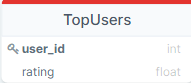 TopUsers
user_id int
rating float